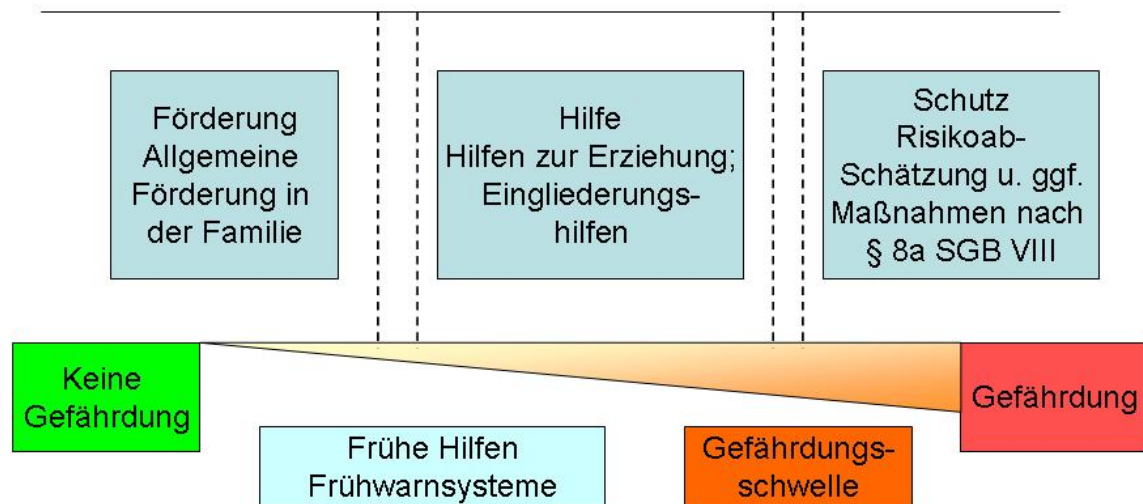 Förderung
Allgemeine
Förderung in
der Familie
Hilfe
Hilfen zur Erziehung;
Eingliederungs-
hilfen
Schutz
Risikoab-
Schätzung u. ggf.
Maßnahmen nach
§ 8a SGB VIII
Keine
Gefährdung
Gefährdung
Frühe Hilfen
Frühwarnsysteme
Gefährdungs-
schwelle